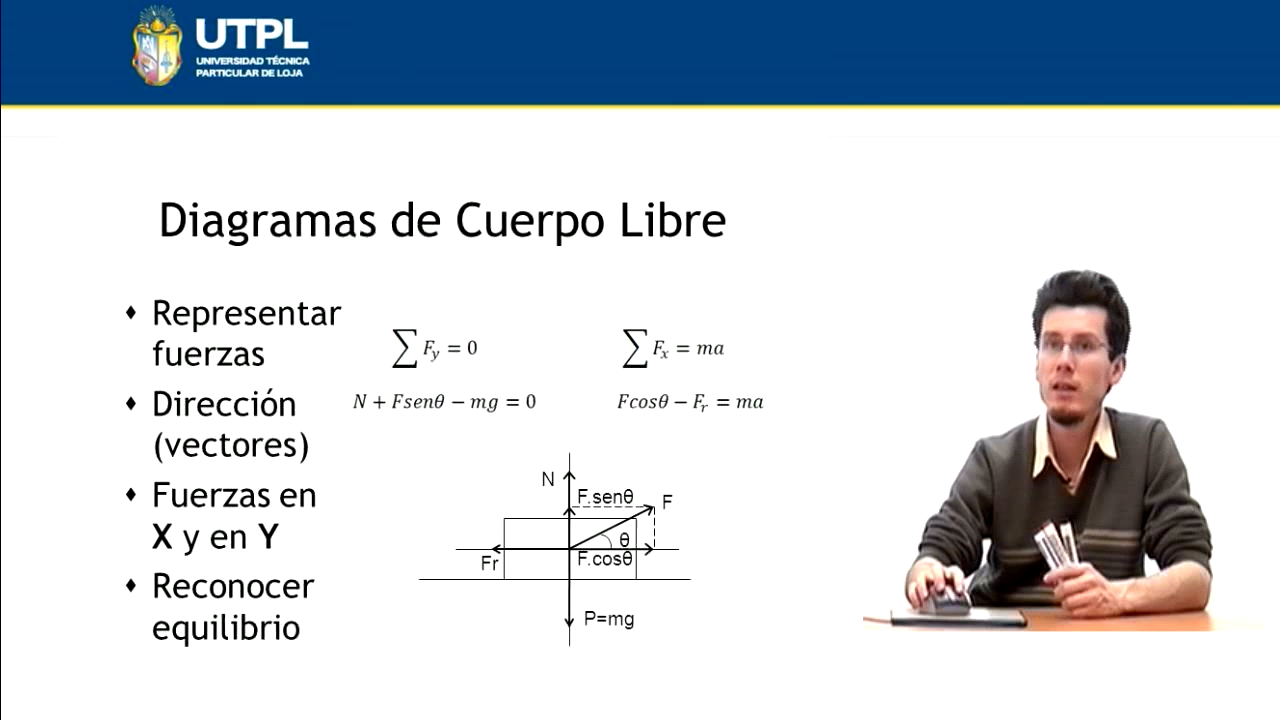 UTPL
UNIVERSIDAD TÉCNICA
PARTICULAR DE LOJA
Diagramas de Cuerpo Libre
Representar
fuerzas
Dirección
(vectores)
Fuerzas en
X y en Y
Reconocer
equilibrio
∑ F_y = 0
∑ F_x = ma
N + Fsenθ − mg = 0
Fcosθ − F_r = ma
N
F.senθ
F
θ
F.cosθ
Fr
P=mg